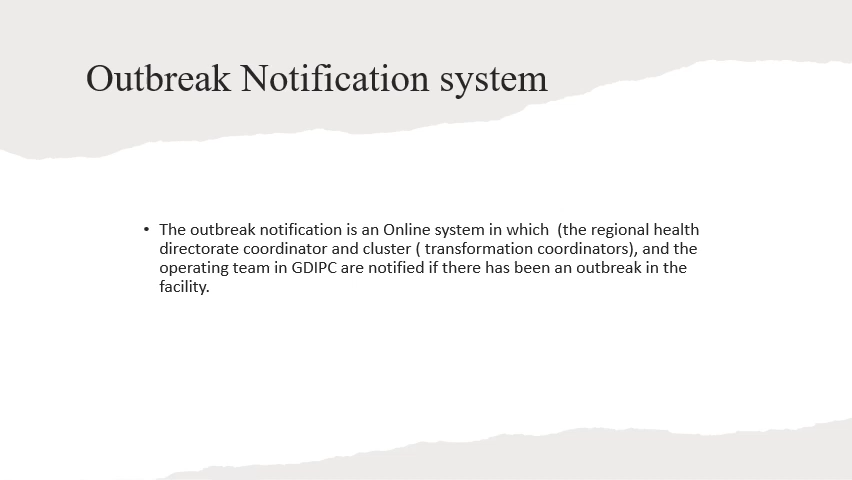 Outbreak Notification system
• The outbreak notification is an Online system in which  (the regional health
directorate coordinator and cluster ( transformation coordinators), and the
operating team in GDIPC are notified if there has been an outbreak in the
facility.